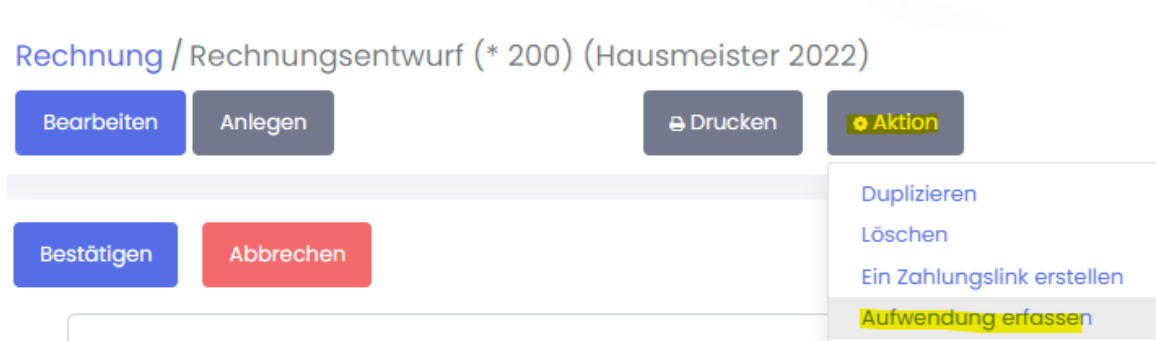 Rechnung / Rechnungsentwurf (* 200) (Hausmeister 2022)
Bearbeiten Anlegen Drucken Aktion
Duplizieren
Löschen
Bestätigen Abbrechen
Ein Zahlungslink erstellen
Aufwendung erfassen